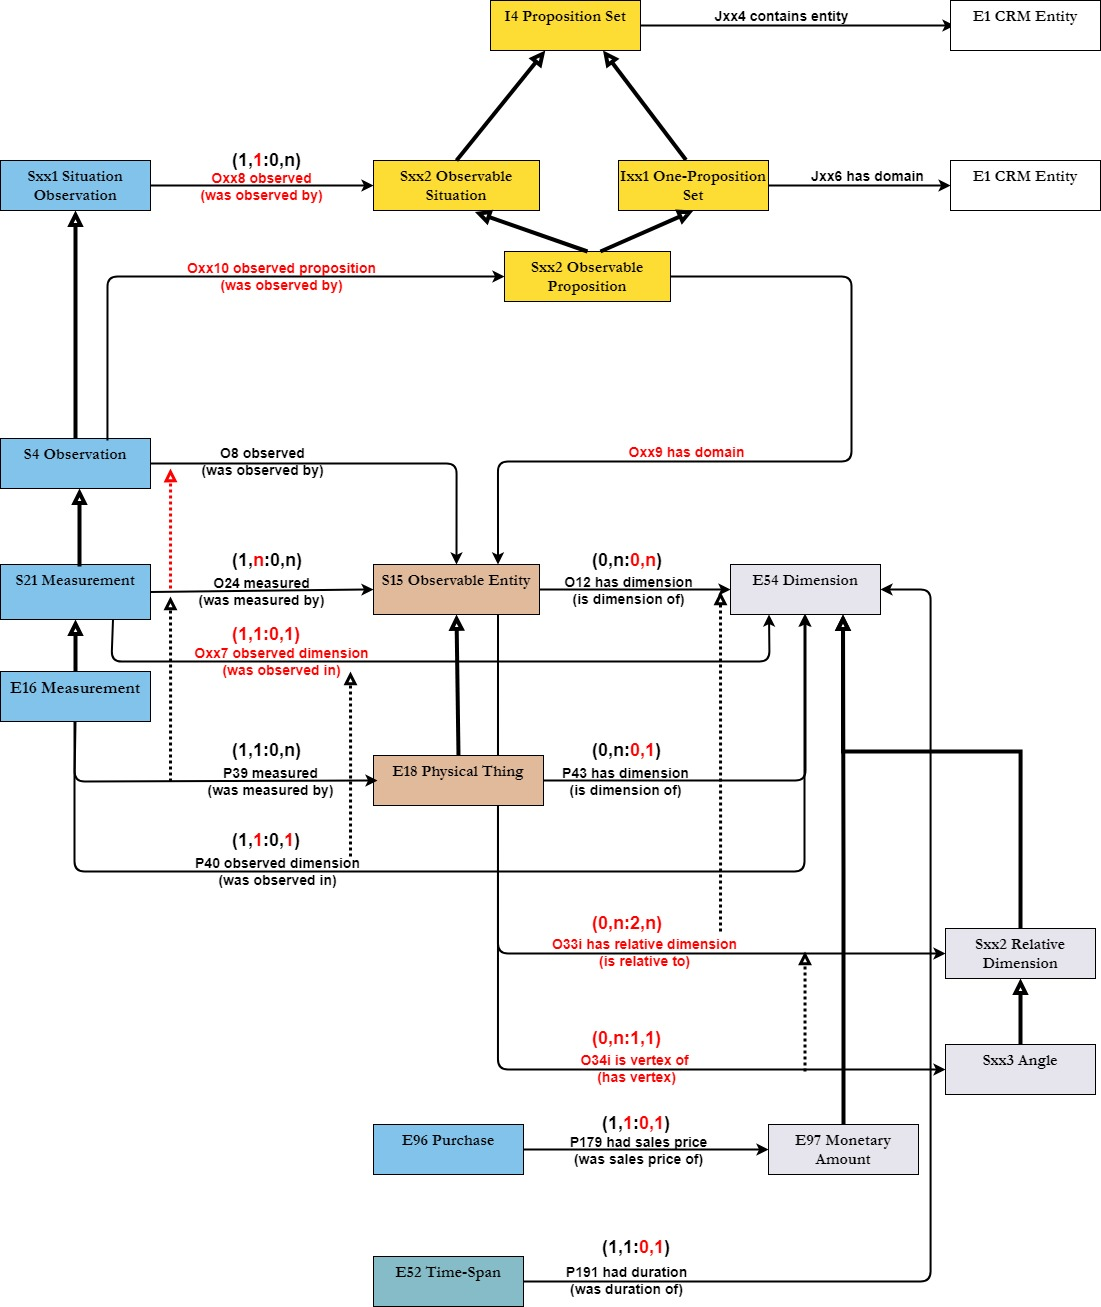 I4 Proposition Set
Jxx4 contains entity
E1 CRM Entity
(1,1:0,n)
Sxx1 Situation
Observation
Oxx8 observed
(was observed by)
Sxx2 Observable
Situation
Ixx1 One-Proposition
Set
Jxx6 has domain
E1 CRM Entity
Oxx10 observed proposition
(was observed by)
Sxx2 Observable
Proposition
S4 Observation
O8 observed
(was observed by)
Oxx9 has domain
(1,n:0,n)
(0,n:0,n)
S21 Measurement
O24 measured
(was measured by)
S15 Observable Entity
O12 has dimension
(is dimension of)
E54 Dimension
(1,1:0,1)
Oxx7 observed dimension
(was observed in)
E16 Measurement
(1,1:0,n)
(0,n:0,1)
P39 measured
(was measured by)
E18 Physical Thing
P43 has dimension
(is dimension of)
(1,1:0,1)
P40 observed dimension
(was observed in)
(0,n:2,n)
O33i has relative dimension
(is relative to)
Sxx2 Relative
Dimension
(0,n:1,1)
O34i is vertex of
(has vertex)
Sxx3 Angle
(1,1:0,1)
E96 Purchase
P179 had sales price
(was sales price of)
E97 Monetary
Amount
(1,1:0,1)
E52 Time-Span
P191 had duration
(was duration of)